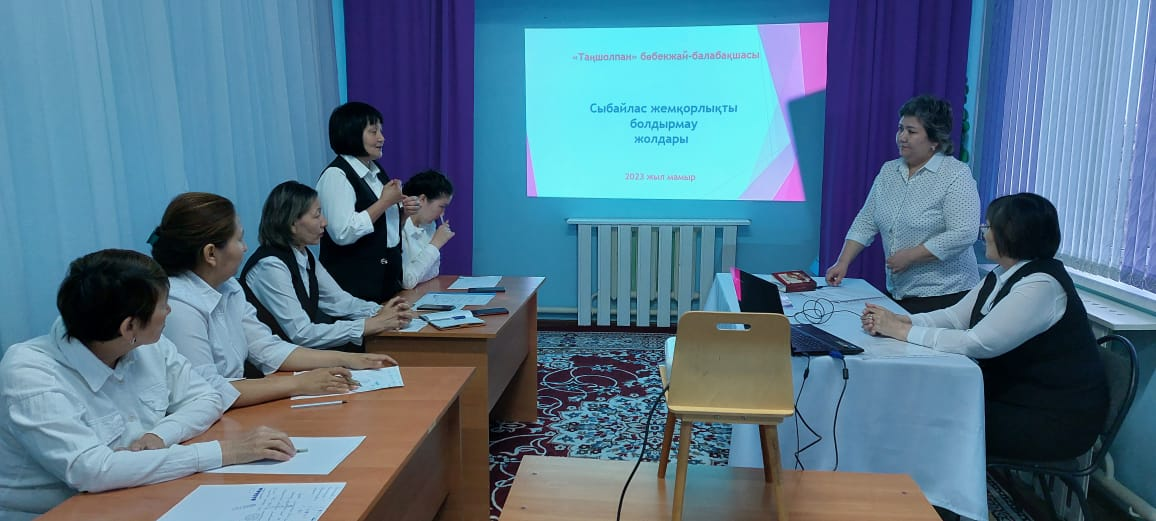 «Таңшолпан» бөбекжай-балабақшасы
Сыбайлас жемқорлықты
болдырмау
жолдары
2023 жыл мамыр